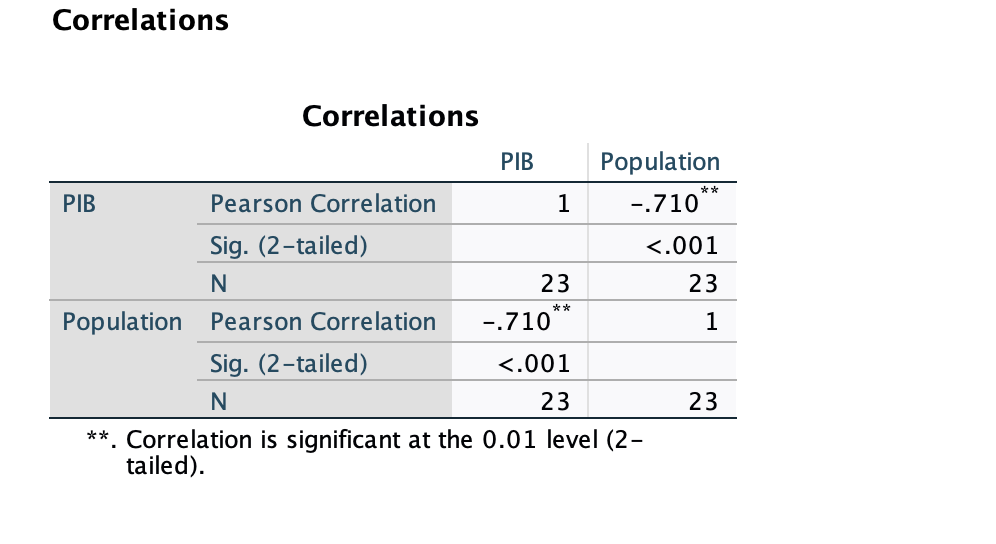 Correlations
Correlations
PIB Population
PIB Pearson Correlation 1 -.710**
Sig. (2-tailed) <.001
N 23 23
Population Pearson Correlation -.710** 1
Sig. (2-tailed) <.001
N 23 23
**. Correlation is significant at the 0.01 level (2-
tailed).